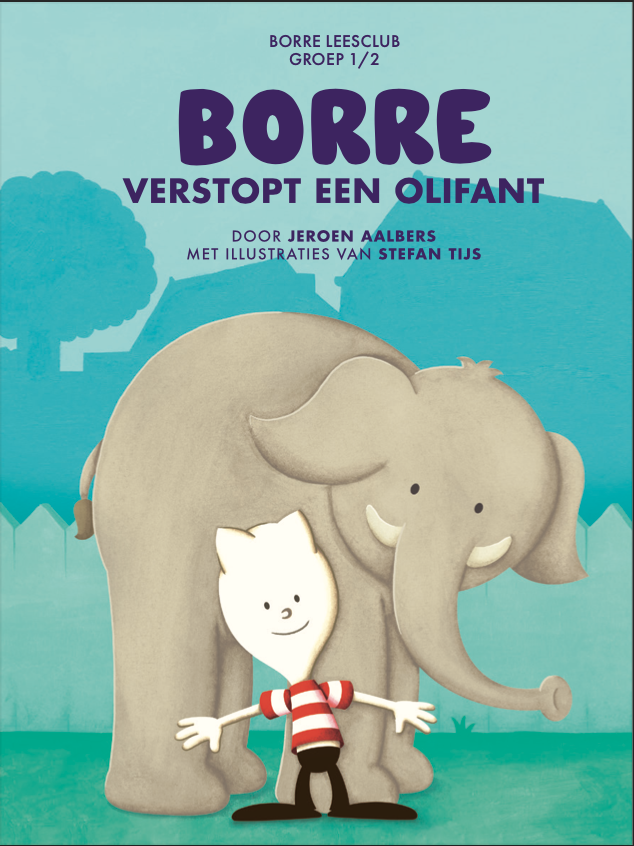 BORRE LEESCLUB
GROEP 1/2
BORRE
VERSTOPT EEN OLIFANT
DOOR JEROEN AALBERS
MET ILLUSTRATIES VAN STEFAN TIJS